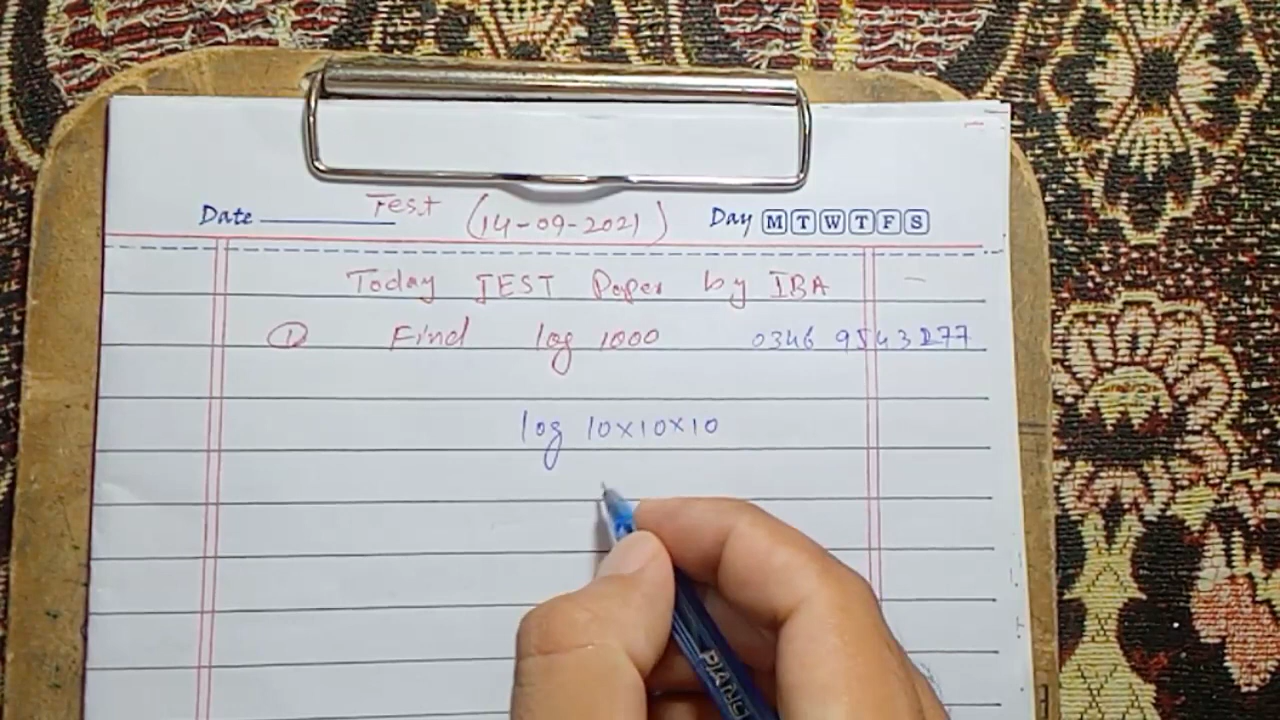 Date Test (14-09-2021) Day M T W T F S
Today TEST Paper by IBA
① Find log 1000 0346 9543277
log 10×10×10
PIANO